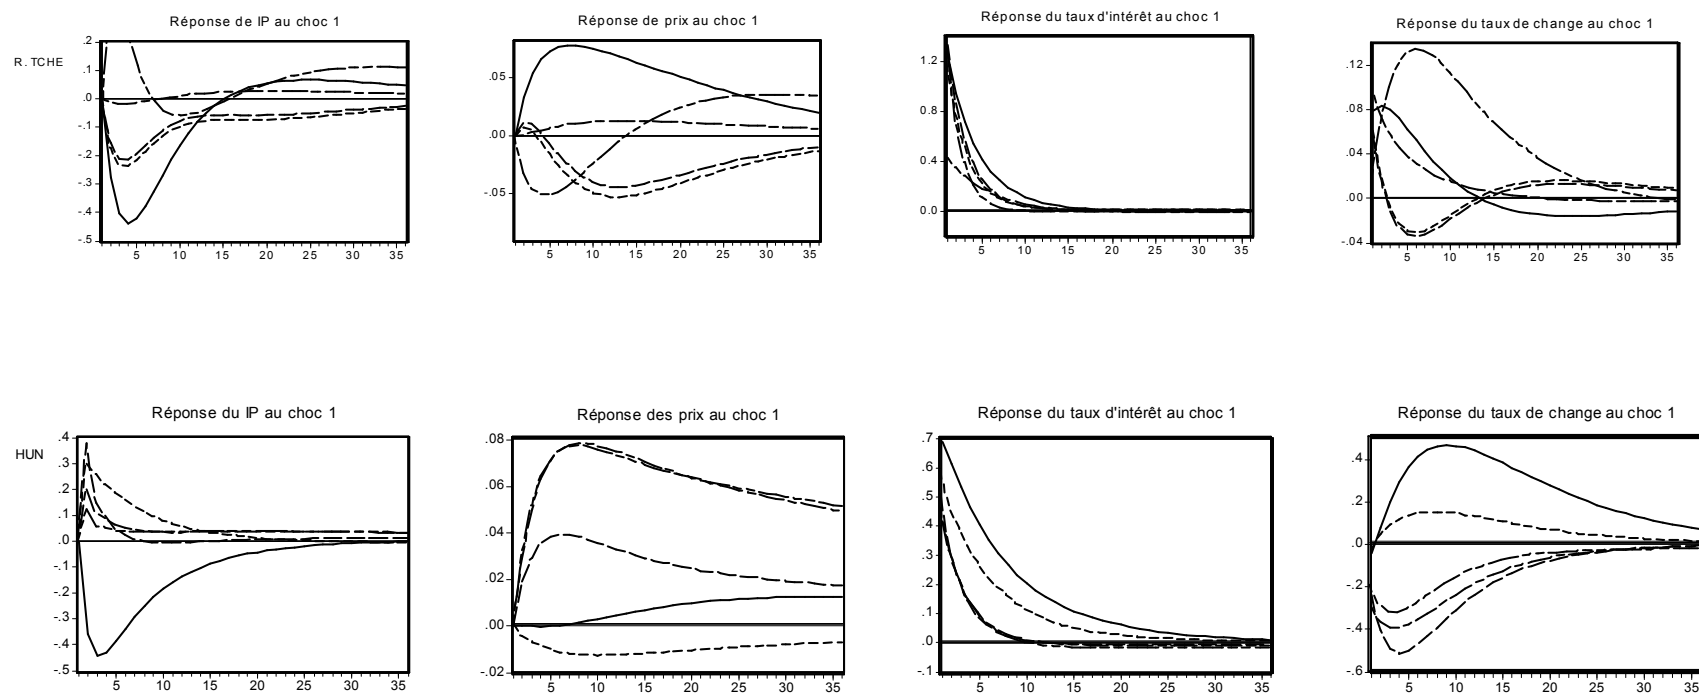 Réponse de IP au choc 1
Réponse de prix au choc 1
Réponse du taux d'intérêt au choc 1
Réponse du taux de change au choc 1
R. TCHE
.2
.1
.0
-.1
-.2
-.3
-.4
-.5
5 10 15 20 25 30 35
.05
0.00
-.05
5 10 15 20 25 30 35
1.2
0.8
0.4
0.0
5 10 15 20 25 30 35
.12
.08
.04
.00
-.04
5 10 15 20 25 30 35
Réponse du IP au choc 1
Réponse des prix au choc 1
Réponse du taux d'intérêt au choc 1
Réponse du taux de change au choc 1
HUN
.4
.3
.2
.1
.0
-.1
-.2
-.3
-.4
-.5
5 10 15 20 25 30 35
.08
.06
.04
.02
.00
-.02
5 10 15 20 25 30 35
.7
.6
.5
.4
.3
.2
.1
.0
-.1
5 10 15 20 25 30 35
.4
.2
.0
-.2
-.4
-.6
5 10 15 20 25 30 35